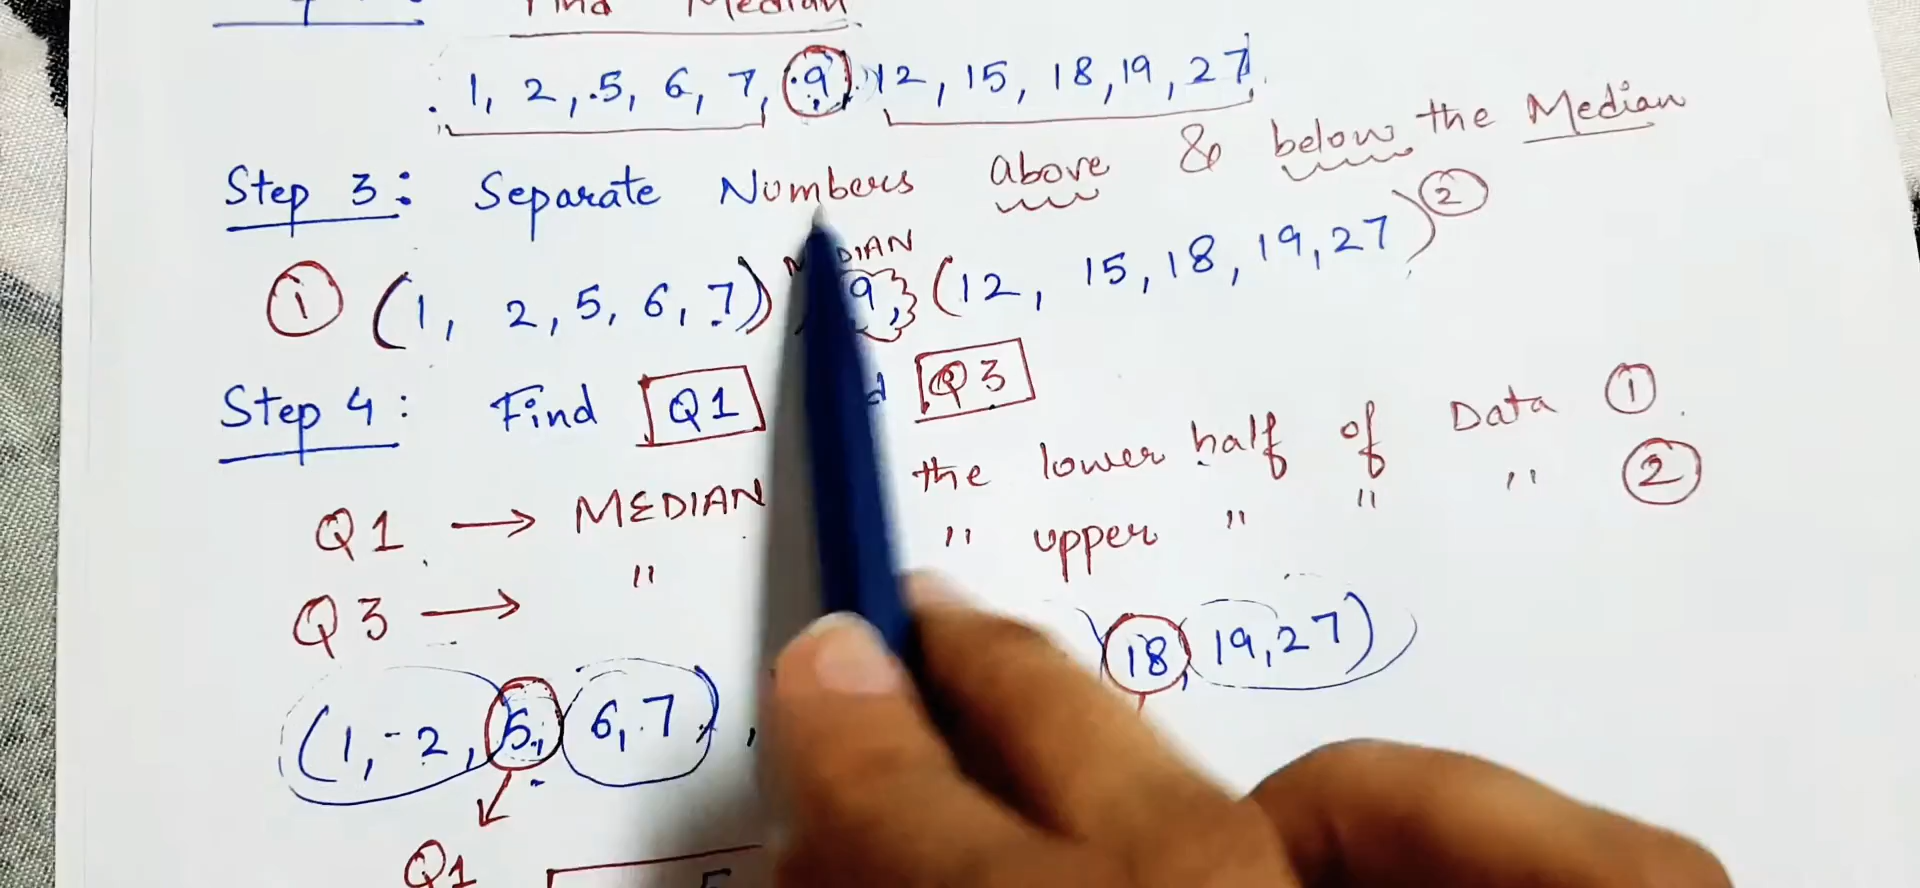 Find Median
1, 2, 5, 6, 7, 9, 12, 15, 18, 19, 27
Step 3: Separate Numbers above & below the Median
MEDIAN
① (1, 2, 5, 6, 7) 9, (12, 15, 18, 19, 27) ②
Step 4: Find Q1 Q3
Q1 → MEDIAN the lower half of Data ①
Q3 → " " upper " " " ②
(1, 2, 5, 6, 7), 18, 19, 27)
Q1